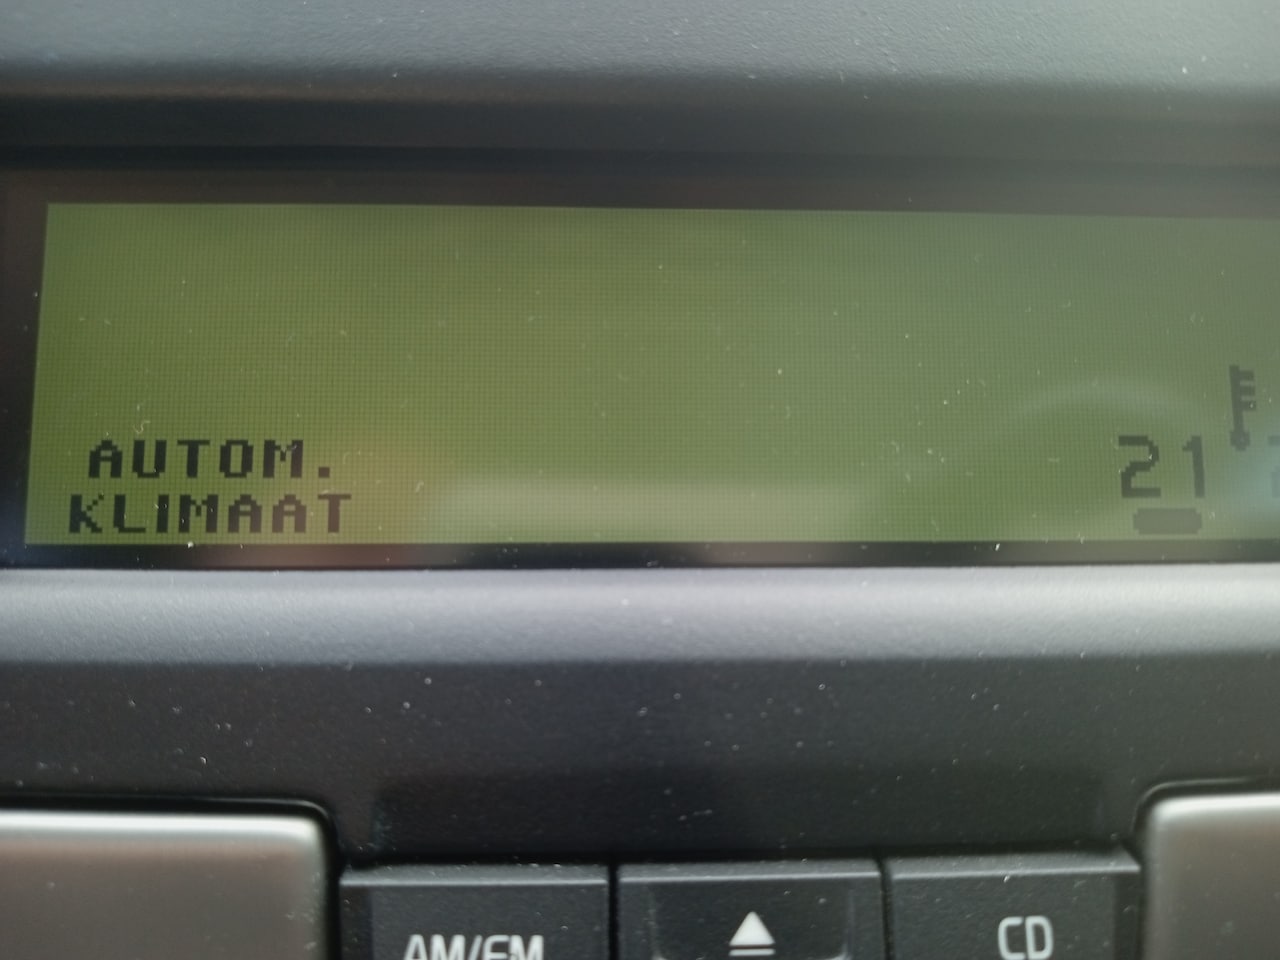 AUTOM.
KLIMAAT
21
AM/FM
CD